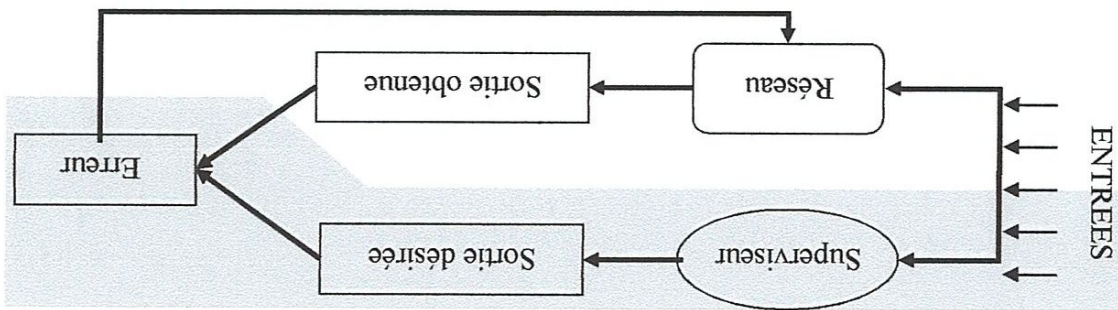 ENTREES
Superviseur
Sortie désirée
Erreur
Réseau
Sortie obtenue